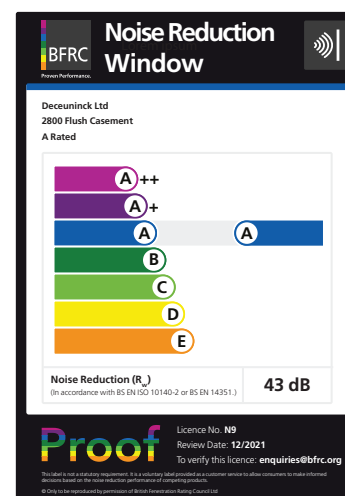 BFRC
Proven Performance.
Noise Reduction
Window
Deceuninck Ltd
2800 Flush Casement
A Rated
A++
A+
A A
B
C
D
E
Noise Reduction (Rw)
(In accordance with BS EN ISO 10140-2 or BS EN 14351.)
43 dB
Proof
Licence No. N9
Review Date: 12/2021
To verify this licence: enquiries@bfrc.org
This label is not a statutory requirement. It is a voluntary label provided as a customer service to allow consumers to make informed
decisions based on the noise reduction performance of competing products.
© Only to be reproduced by permission of British Fenestration Rating Council Ltd